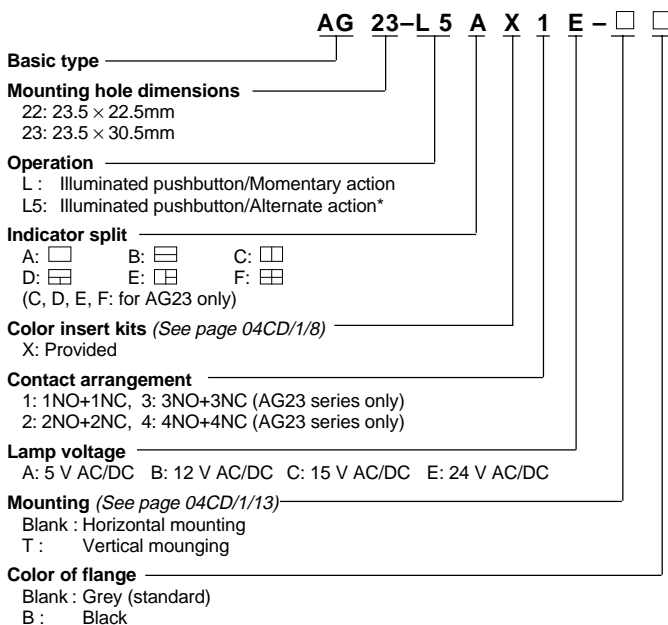 AG 23–L 5 A X 1 E – □ □
Basic type
Mounting hole dimensions
22: 23.5 × 22.5mm
23: 23.5 × 30.5mm
Operation
L : Illuminated pushbutton/Momentary action
L5: Illuminated pushbutton/Alternate action*
Indicator split
A: B: C:
D: E: F:
(C, D, E, F: for AG23 only)
Color insert kits (See page 04CD/1/8)
X: Provided
Contact arrangement
1: 1NO+1NC, 3: 3NO+3NC (AG23 series only)
2: 2NO+2NC, 4: 4NO+4NC (AG23 series only)
Lamp voltage
A: 5 V AC/DC B: 12 V AC/DC C: 15 V AC/DC E: 24 V AC/DC
Mounting (See page 04CD/1/13)
Blank : Horizontal mounting
T : Vertical mounging
Color of flange
Blank : Grey (standard)
B : Black